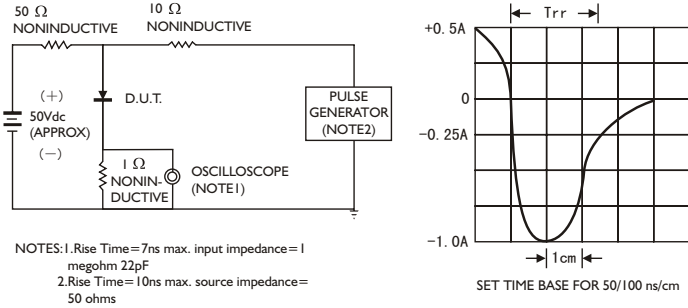 50 Ω
NONINDUCTIVE
10 Ω
NONINDUCTIVE
(+)
50Vdc
(APPROX)
(−)
D.U.T.
1 Ω
NONIN-
DUCTIVE
OSCILLOSCOPE
(NOTE1)
PULSE
GENERATOR
(NOTE2)
NOTES:1.Rise Time=7ns max. input impedance=1
megohm 22pF
2.Rise Time=10ns max. source impedance=
50 ohms
Trr
+0.5A
0
-0.25A
-1.0A
1cm
SET TIME BASE FOR 50/100 ns/cm